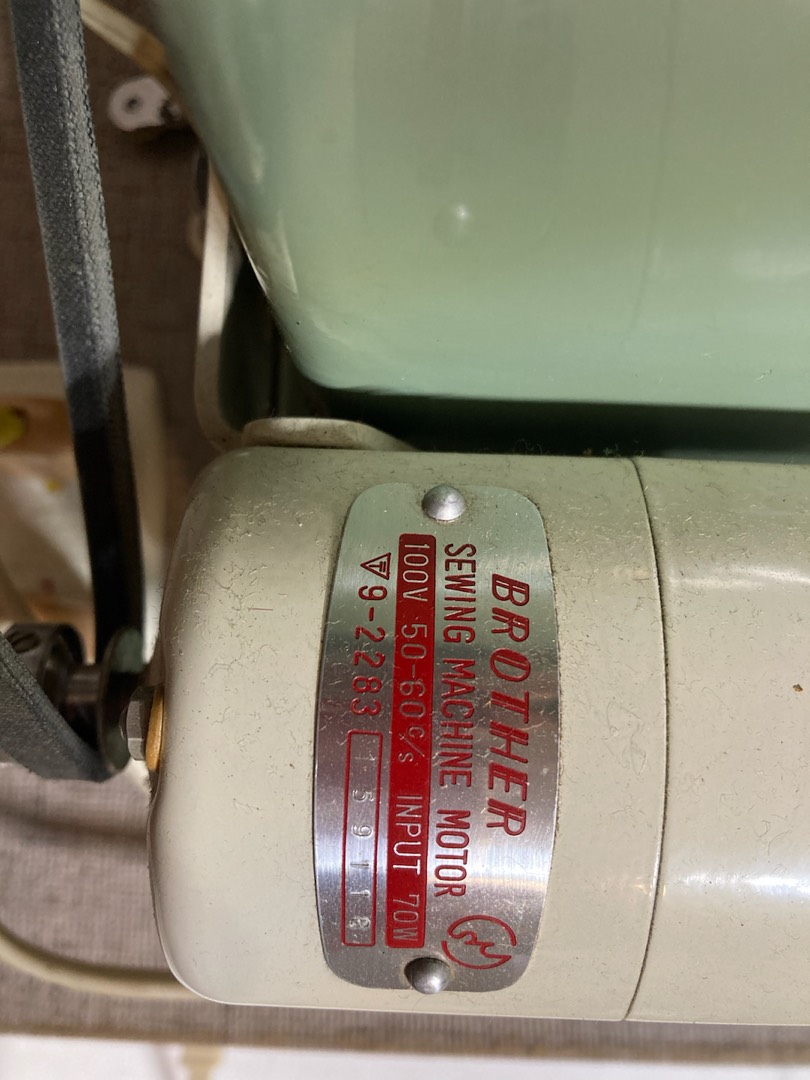 BROTHER
SEWING MACHINE MOTOR
100V 50-60C/s INPUT 70W
9-2283